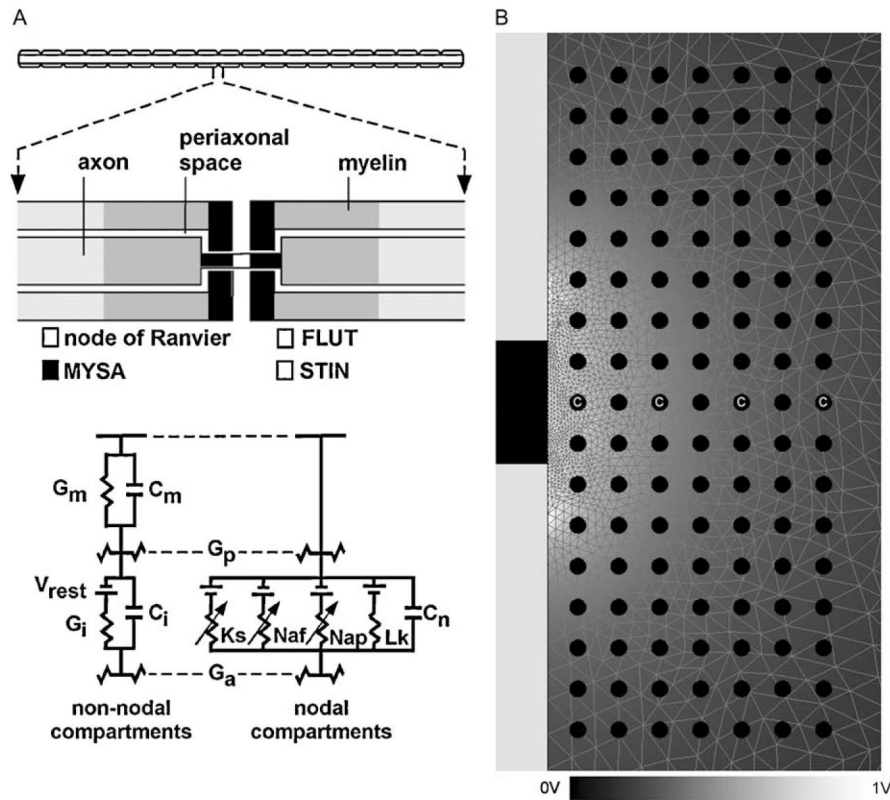 A
periaxonal
axon space myelin
node of Ranvier FLUT
MYSA STIN
Gm Cm
Gp
Vrest
Ci
Gi Ks Naf Nap Lk Cn
Ga
non-nodal nodal
compartments compartments
B
C C C C
0V 1V